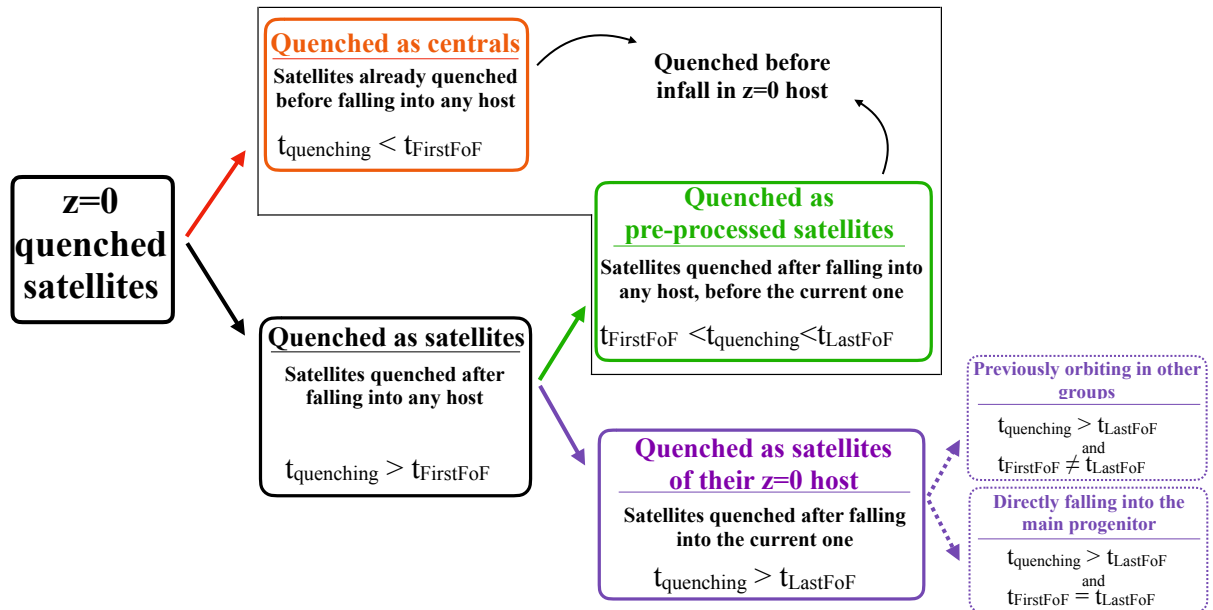 z=0
quenched
satellites
Quenched as centrals
Satellites already quenched
before falling into any host
tquenching < tFirstFoF
Quenched before
infall in z=0 host
Quenched as
pre-processed satellites
Satellites quenched after falling into
any host, before the current one
tFirstFoF <tquenching<tLastFoF
Quenched as satellites
Satellites quenched after
falling into any host
tquenching > tFirstFoF
Quenched as satellites
of their z=0 host
Satellites quenched after falling
into the current one
tquenching > tLastFoF
Previously orbiting in other
groups
tquenching > tLastFoF
and
tFirstFoF ≠ tLastFoF
Directly falling into the
main progenitor
tquenching > tLastFoF
and
tFirstFoF = tLastFoF